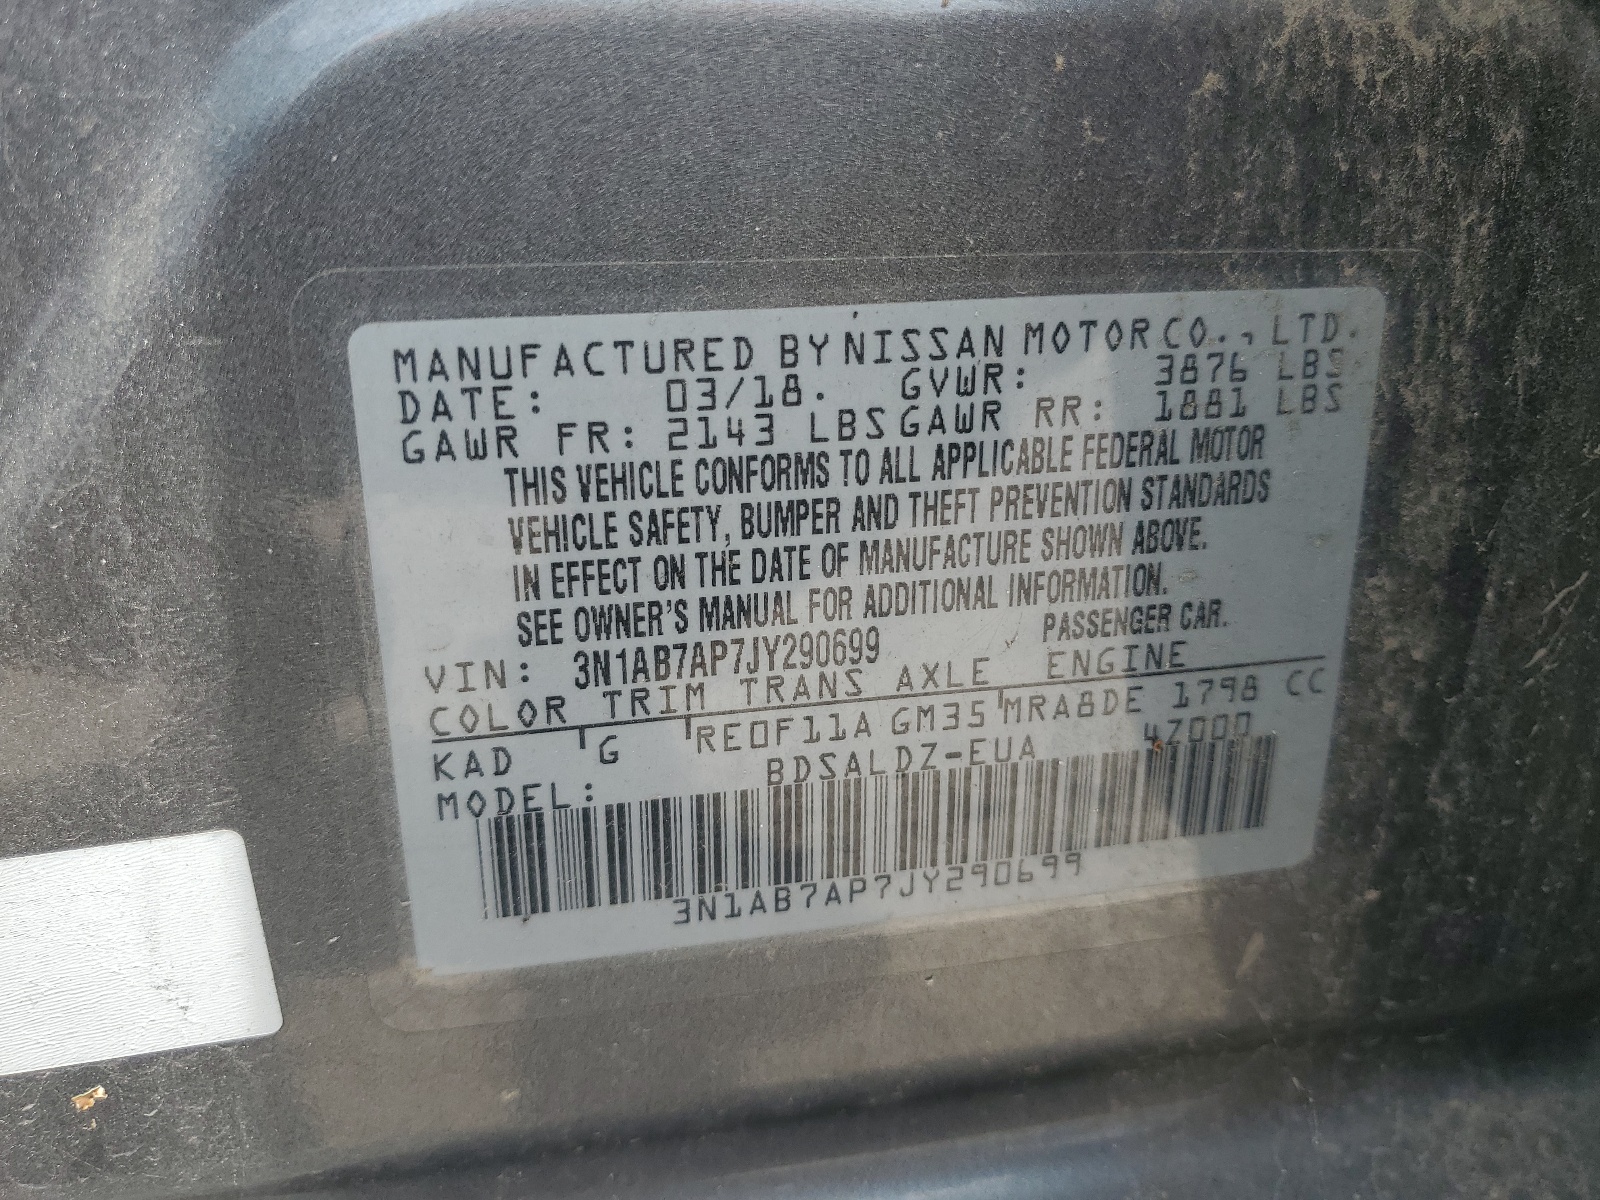 MANUFACTURED BY NISSAN MOTOR CO., LTD.
DATE: 03/18. GVWR: 3876 LBS
GAWR FR: 2143 LBS GAWR RR: 1881 LBS
THIS VEHICLE CONFORMS TO ALL APPLICABLE FEDERAL MOTOR
VEHICLE SAFETY, BUMPER AND THEFT PREVENTION STANDARDS
IN EFFECT ON THE DATE OF MANUFACTURE SHOWN ABOVE.
SEE OWNER'S MANUAL FOR ADDITIONAL INFORMATION.
VIN: 3N1AB7AP7JY290699 PASSENGER CAR.
COLOR TRIM TRANS AXLE ENGINE
KAD G RE0F11A GM35 MRA8DE 1798 CC
MODEL: BDSALDZ-EUA 47000
3N1AB7AP7JY290699